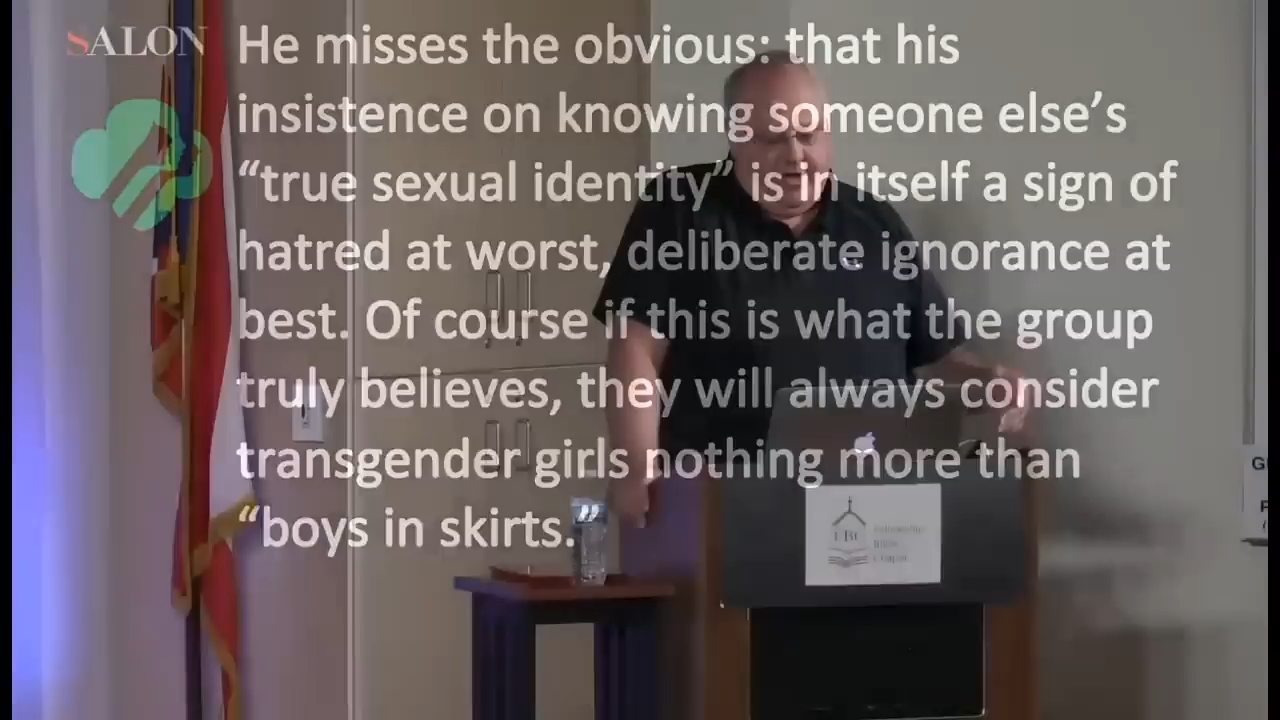 SALON
He misses the obvious: that his
insistence on knowing someone else’s
“true sexual identity” is in itself a sign of
hatred at worst, deliberate ignorance at
best. Of course if this is what the group
truly believes, they will always consider
transgender girls nothing more than
“boys in skirts.”